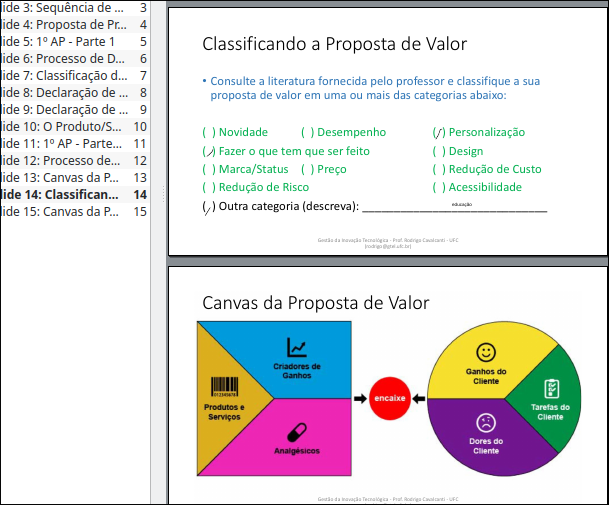 lide 3: Sequência de ... 3
lide 4: Proposta de Pr... 4
lide 5: 1º AP - Parte 1 5
lide 6: Processo de D... 6
lide 7: Classificação d... 7
lide 8: Declaração de ... 8
lide 9: Declaração de ... 9
lide 10: O Produto/S... 10
lide 11: 1º AP - Parte... 11
lide 12: Processo de... 12
lide 13: Canvas da P... 13
lide 14: Classifican... 14
lide 15: Canvas da P... 15
Classificando a Proposta de Valor
• Consulte a literatura fornecida pelo professor e classifique a sua
proposta de valor em uma ou mais das categorias abaixo:
( ) Novidade ( ) Desempenho (/) Personalização
(/) Fazer o que tem que ser feito ( ) Design
( ) Marca/Status ( ) Preço ( ) Redução de Custo
( ) Redução de Risco ( ) Acessibilidade
(/) Outra categoria (descreva): educação
Gestão da Inovação Tecnológica - Prof. Rodrigo Cavalcanti - UFC
(rodrigo@gtel.ufc.br)
Canvas da Proposta de Valor
Criadores de
Ganhos
Produtos e
Serviços
Analgésicos
encaixe
Ganhos do
Cliente
Tarefas do
Cliente
Dores do
Cliente
Gestão da Inovação Tecnológica - Prof. Rodrigo Cavalcanti - UFC